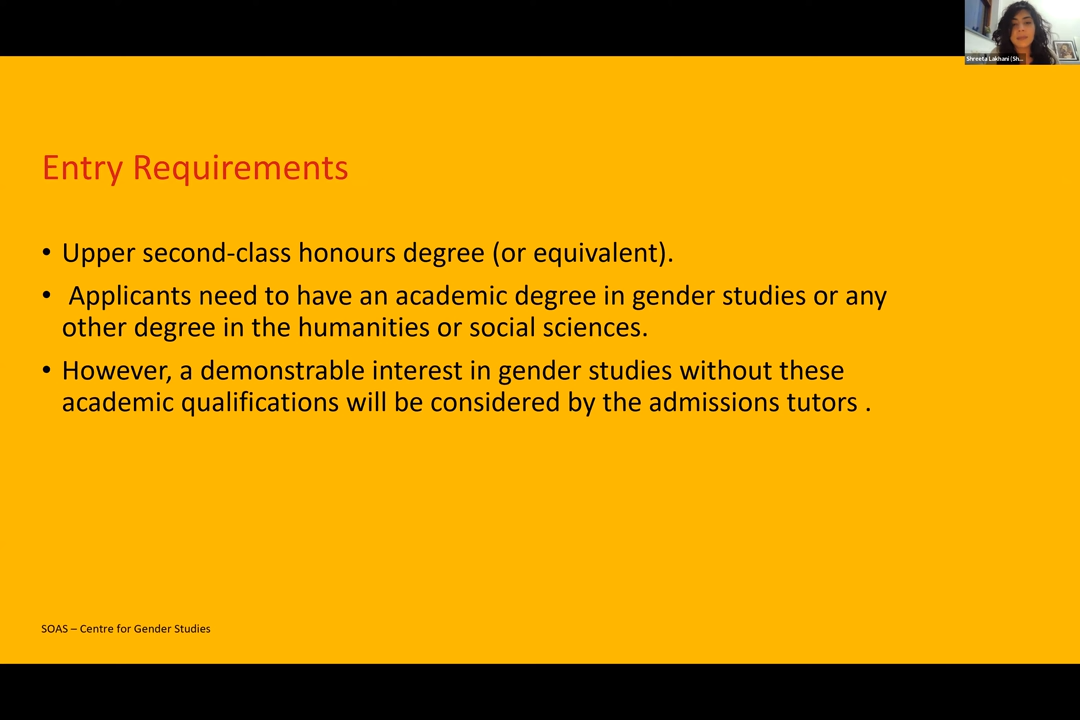 Shreeta Lakhani (Sh...
Entry Requirements
• Upper second-class honours degree (or equivalent).
• Applicants need to have an academic degree in gender studies or any
other degree in the humanities or social sciences.
• However, a demonstrable interest in gender studies without these
academic qualifications will be considered by the admissions tutors .
SOAS – Centre for Gender Studies